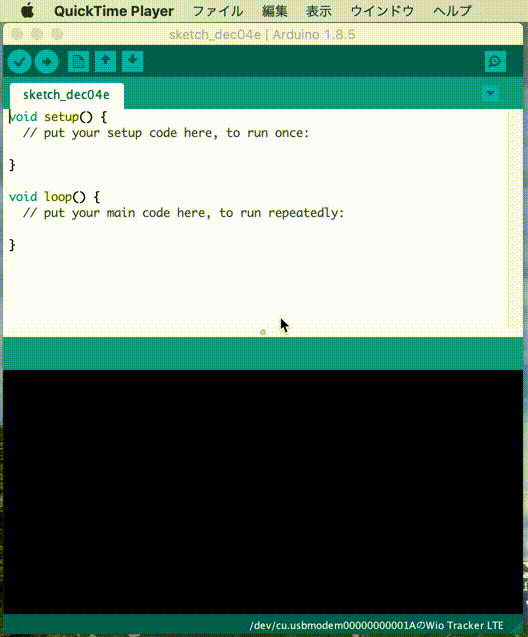 QuickTime Player ファイル 編集 表示 ウインドウ ヘルプ
sketch_dec04e | Arduino 1.8.5
sketch_dec04e
void setup() {
  // put your setup code here, to run once:
}
void loop() {
  // put your main code here, to run repeatedly:
}
/dev/cu.usbmodem00000000001AのWio Tracker LTE